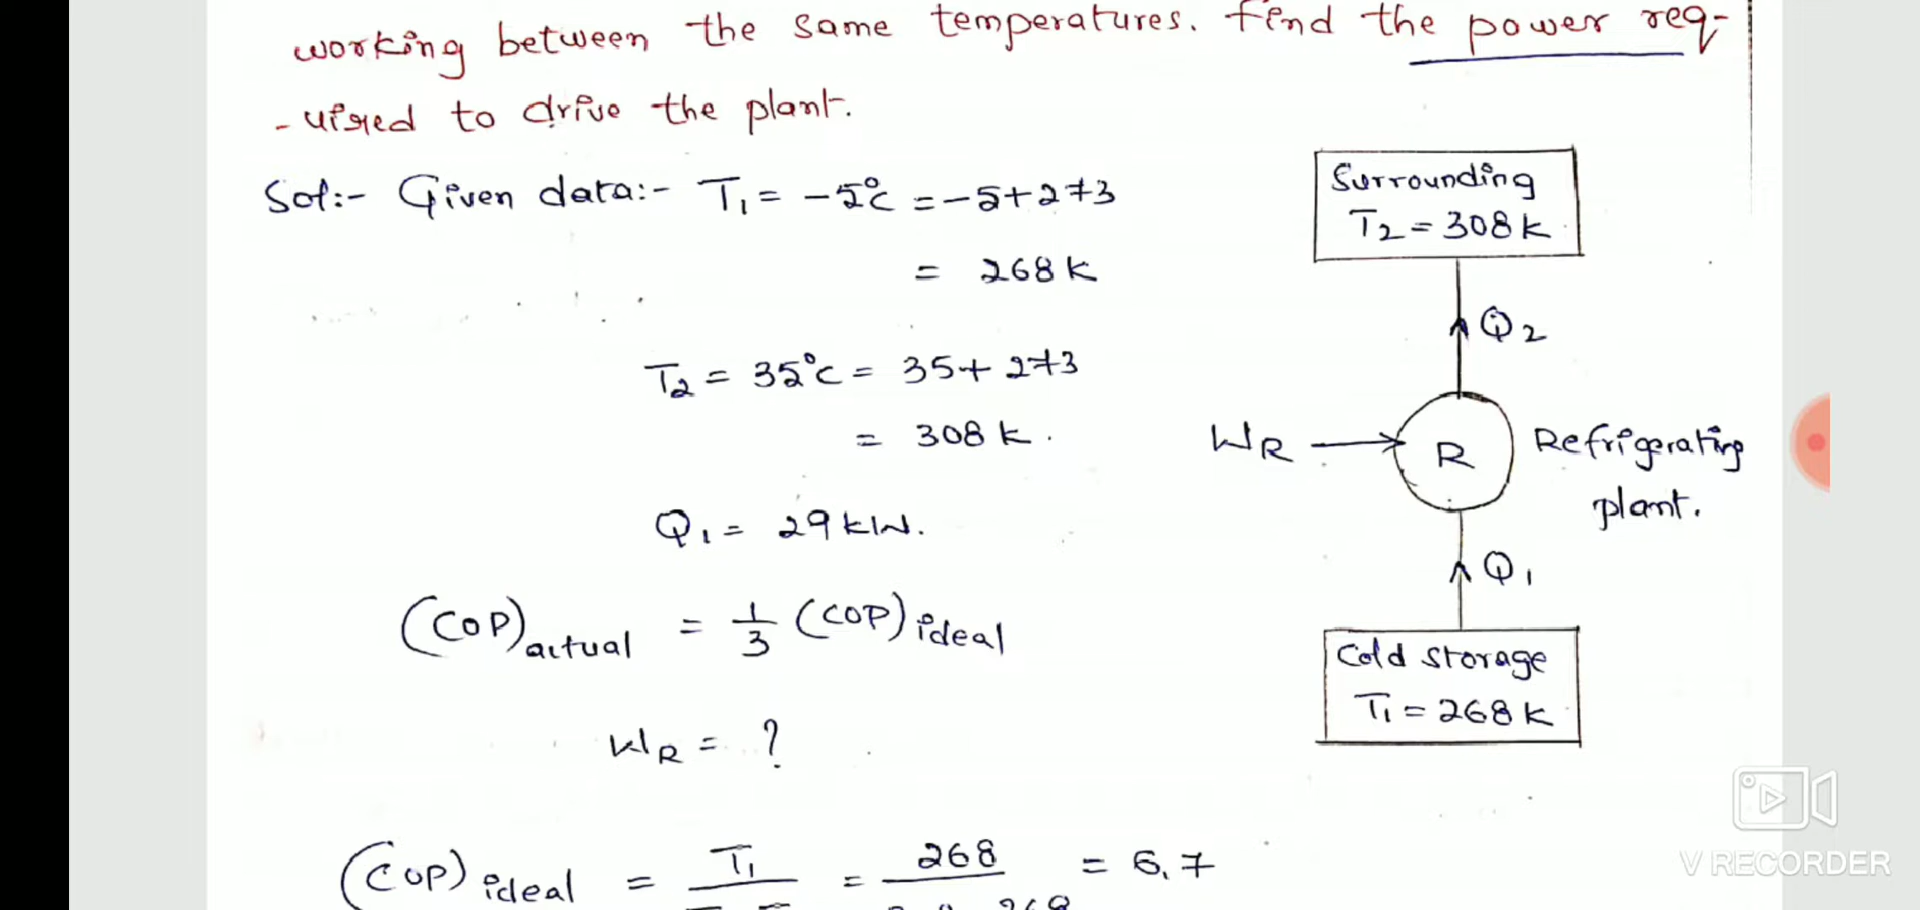 working between the same temperatures. Find the power req-
-uired to drive the plant.
Sol:- Given data:- T₁ = -5°C = -5+273
= 268 K
T₂ = 35°C = 35+273
= 308 K.
Q₁ = 29 kW.
(COP)actual = 1/3 (COP)ideal
WR = ?
(COP)ideal = T₁ = 268 = 6.7
Surrounding
T₂ = 308 K
Q₂
WR
R
Refrigerating
plant.
Q₁
Cold storage
T₁ = 268 K
V RECORDER